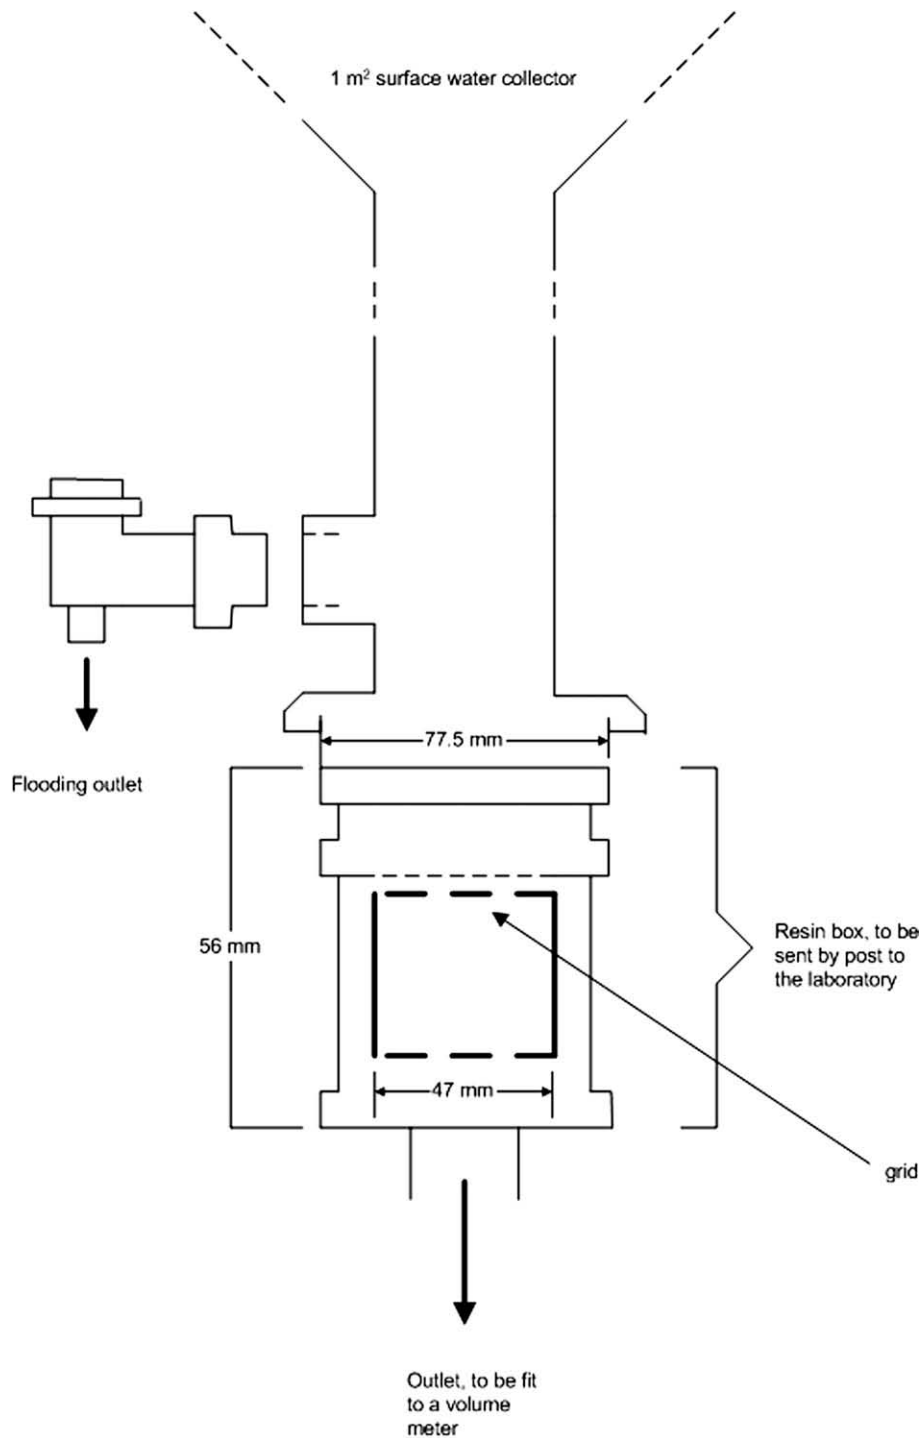 1 m² surface water collector
Flooding outlet
77.5 mm
56 mm
Resin box, to be
sent by post to
the laboratory
47 mm
grid
Outlet, to be fit
to a volume
meter